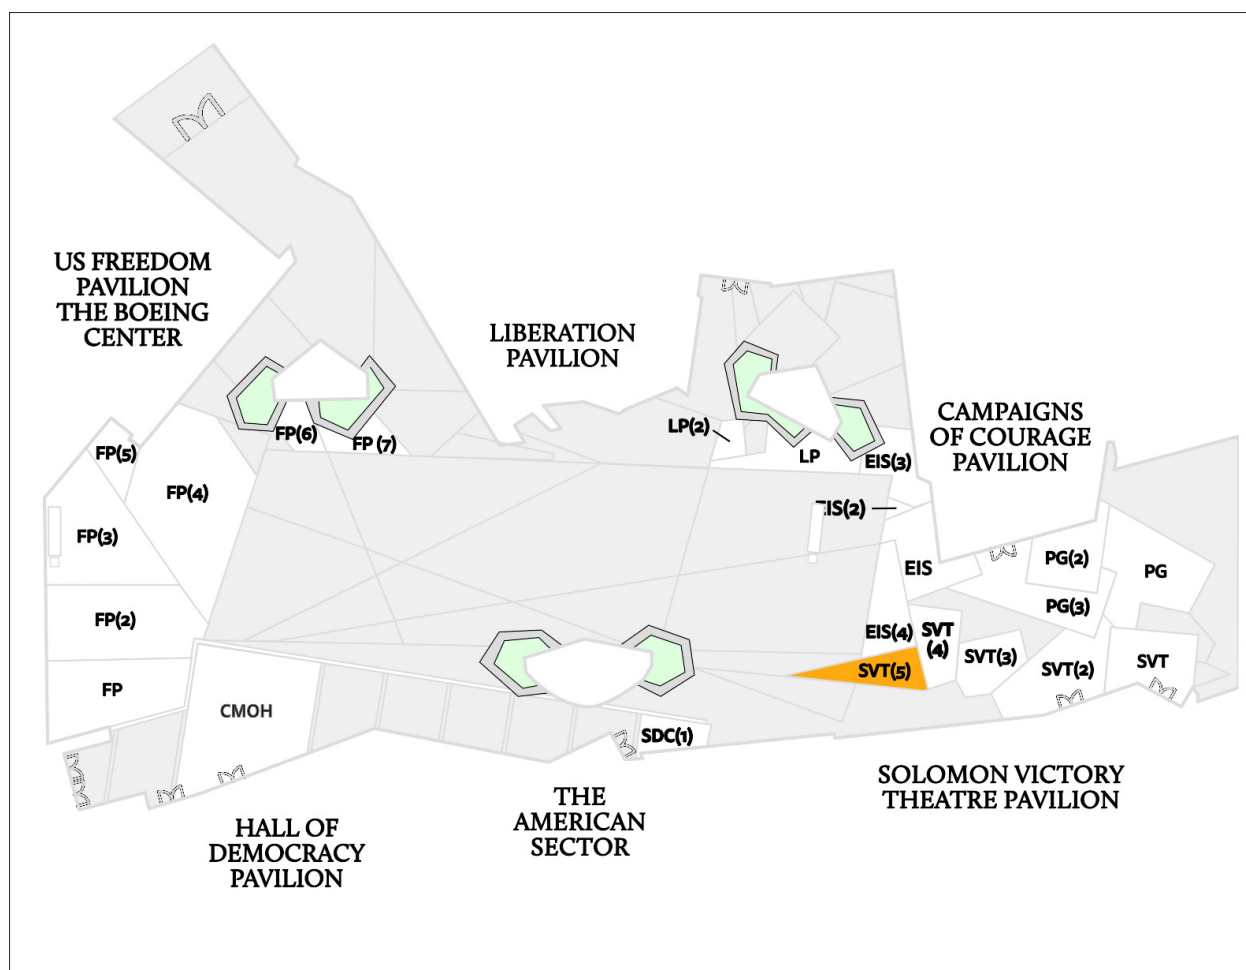 US FREEDOM
PAVILION
THE BOEING
CENTER
LIBERATION
PAVILION
CAMPAIGNS
OF COURAGE
PAVILION
FP(6)
FP (7)
LP(2)
LP
EIS(3)
FP(5)
FP(4)
EIS(2)
FP(3)
EIS
PG(2)
PG
PG(3)
FP(2)
EIS(4)
SVT
(4)
SVT(3)
SVT(5)
SVT(2)
SVT
FP
CMOH
SDC(1)
SOLOMON VICTORY
THEATRE PAVILION
THE
AMERICAN
SECTOR
HALL OF
DEMOCRACY
PAVILION